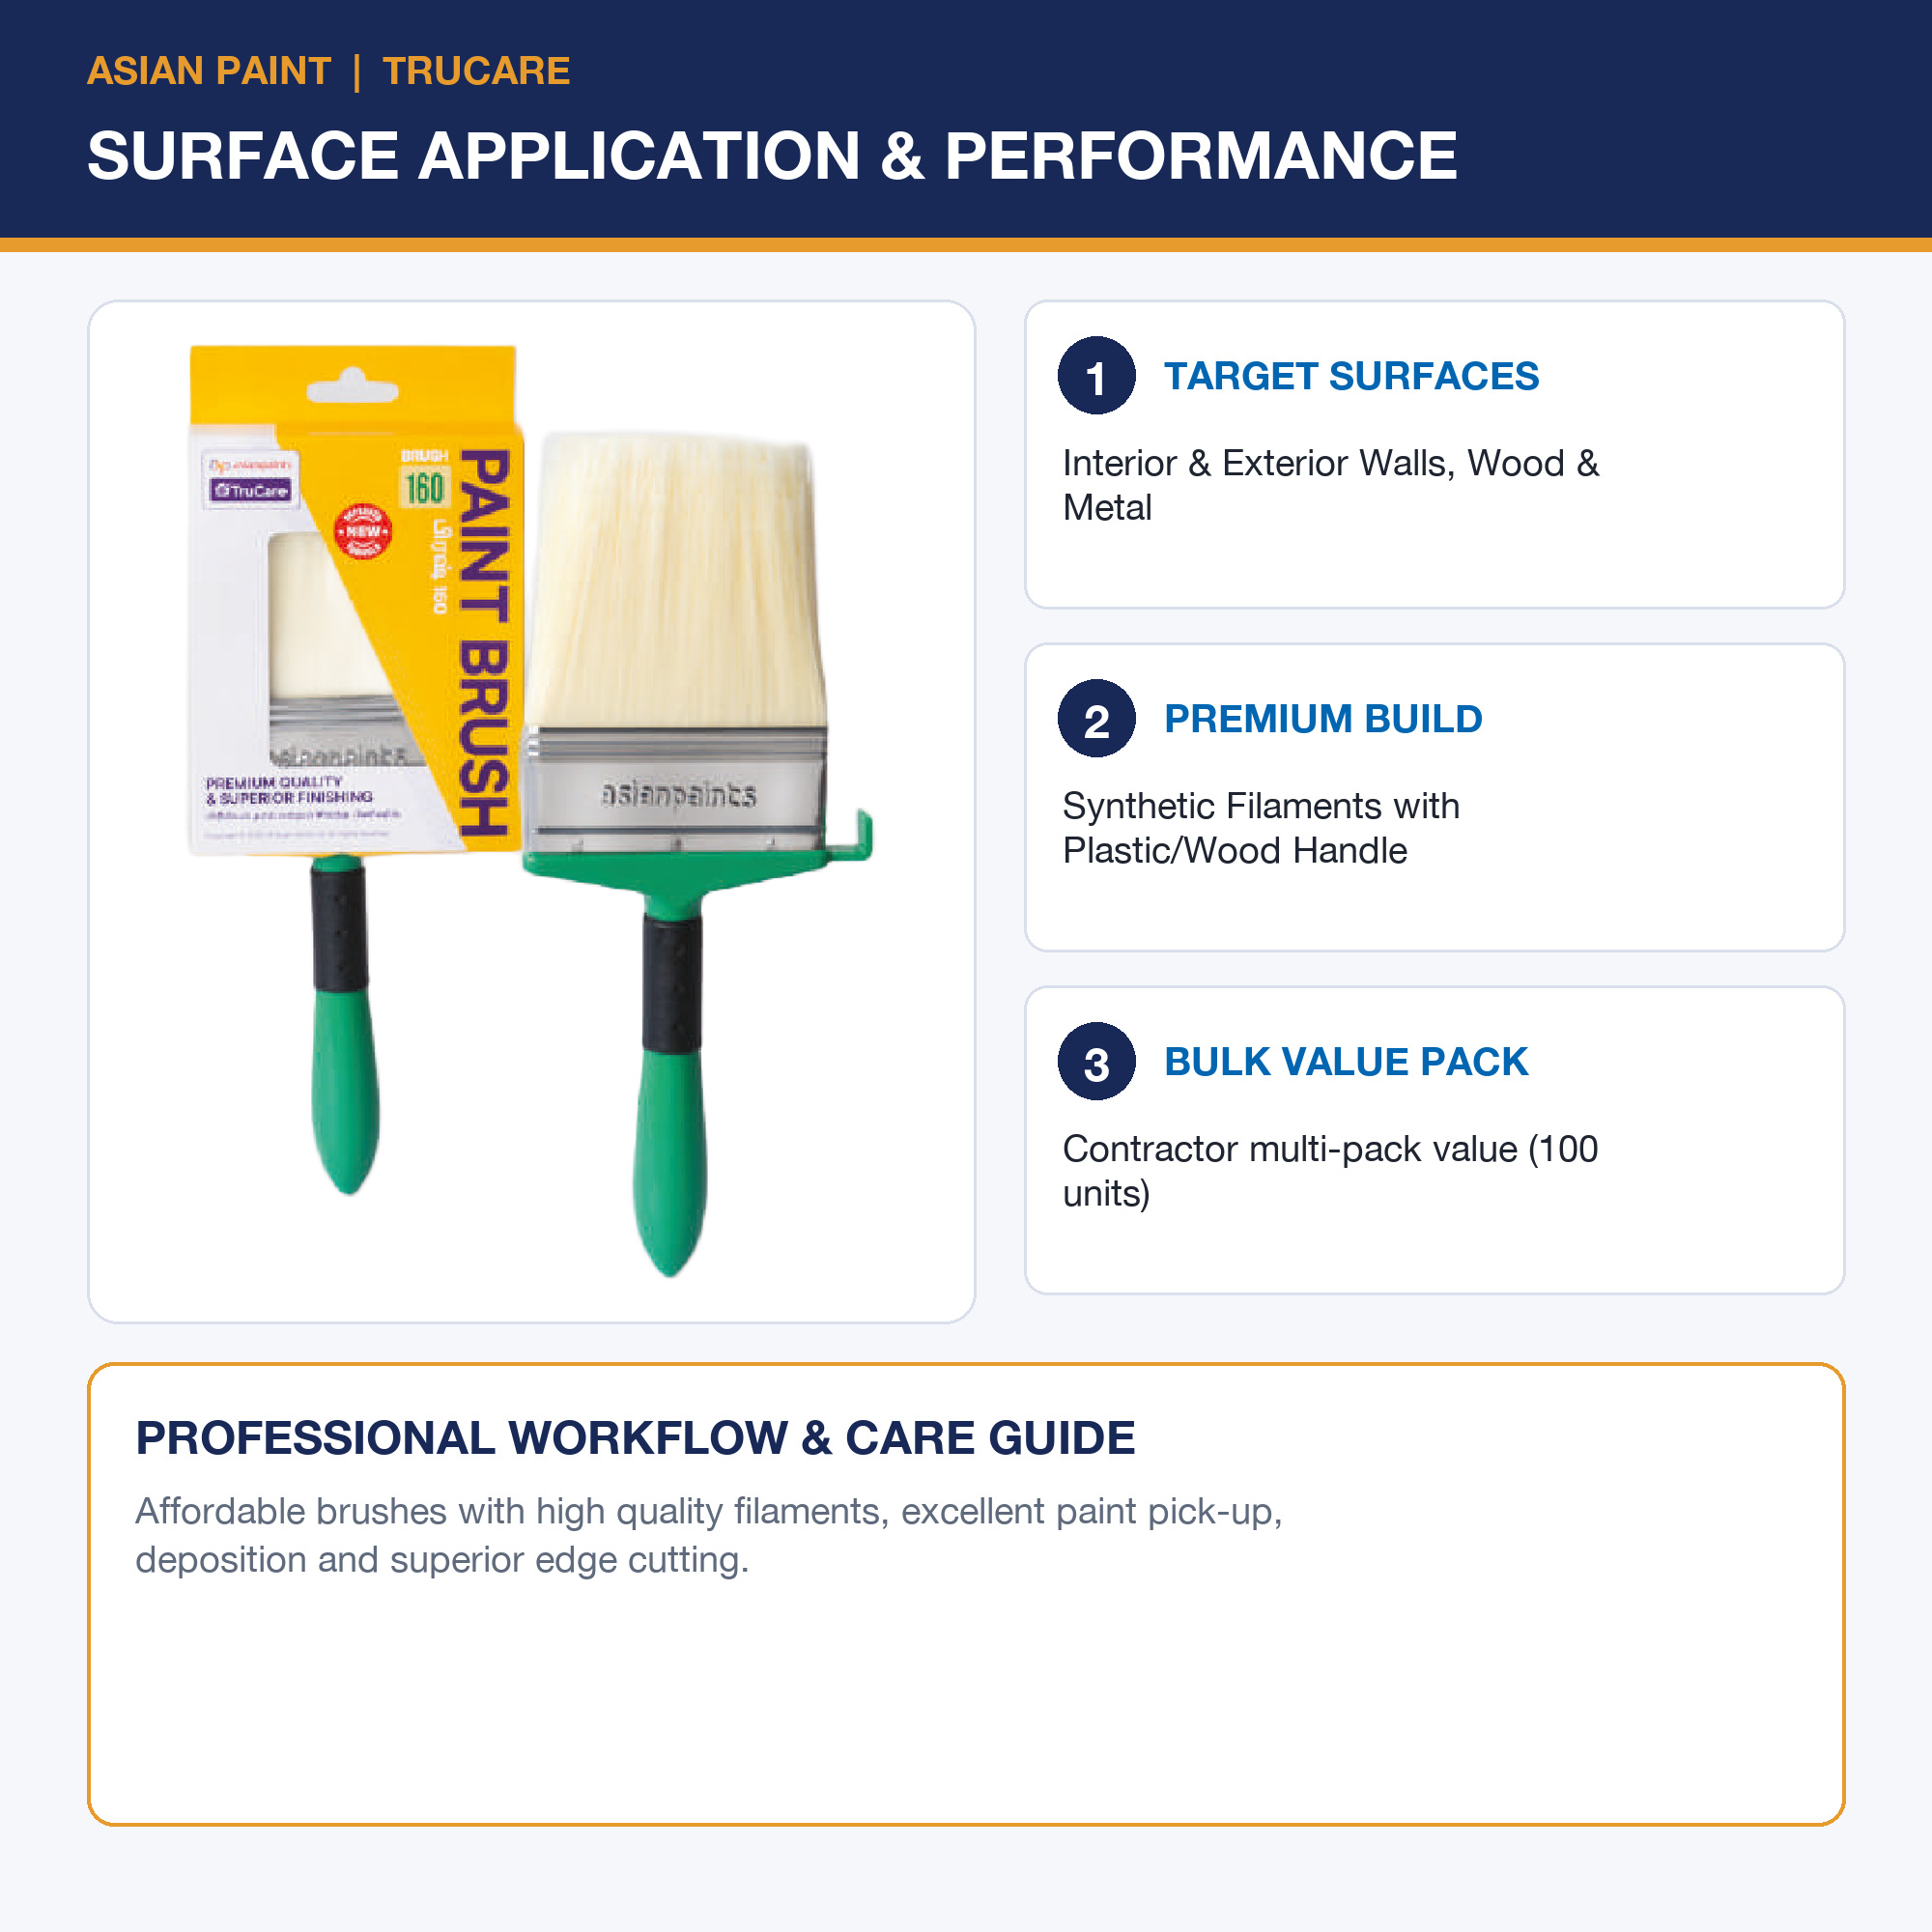 ASIAN PAINT | TRUCARE
SURFACE APPLICATION & PERFORMANCE
asianpaints
TruCare
BRUSH
160
NEW
PAINT BRUSH
asianpaints
PREMIUM QUALITY
& SUPERIOR FINISHING
asianpaints
1 TARGET SURFACES
Interior & Exterior Walls, Wood &
Metal
2 PREMIUM BUILD
Synthetic Filaments with
Plastic/Wood Handle
3 BULK VALUE PACK
Contractor multi-pack value (100
units)
PROFESSIONAL WORKFLOW & CARE GUIDE
Affordable brushes with high quality filaments, excellent paint pick-up,
deposition and superior edge cutting.